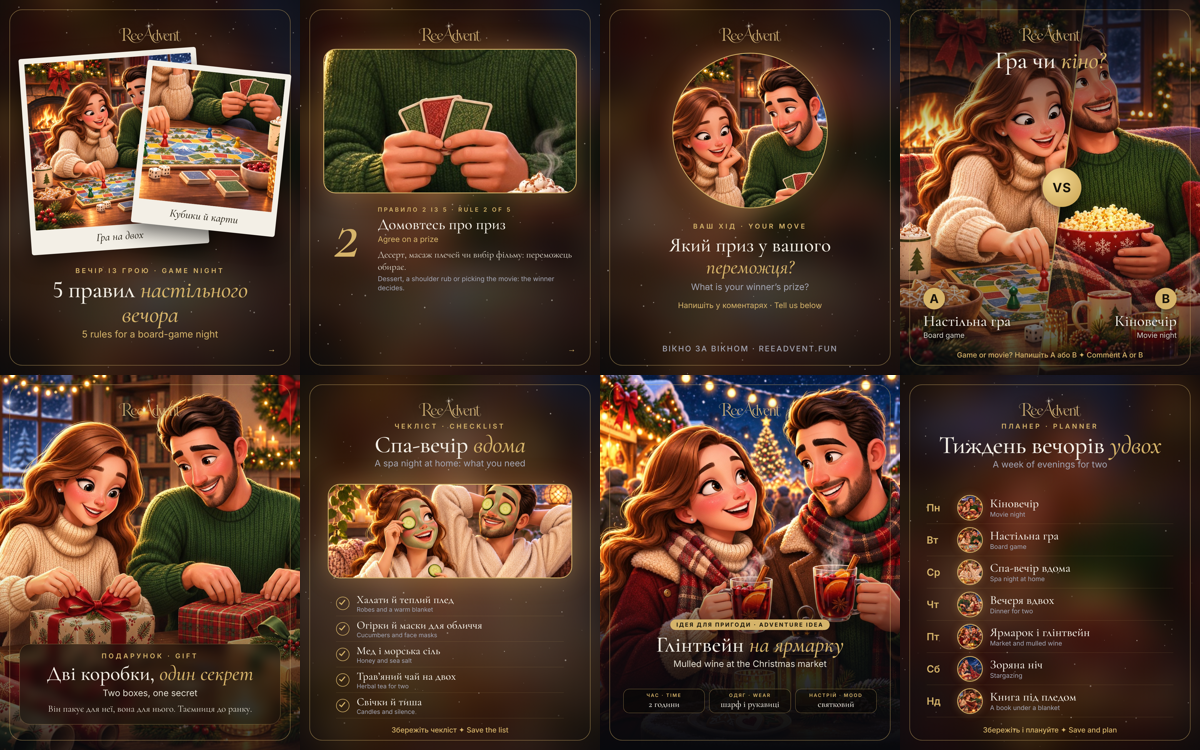 ReeAdvent
Гра на двох
Кубики й карти
ВЕЧІР ІЗ ГРОЮ · GAME NIGHT
5 правил настільного
вечора
5 rules for a board-game night
→
ReeAdvent
ПРАВИЛО 2 ІЗ 5 · RULE 2 OF 5
2
Домовтесь про приз
Agree on a prize
Десерт, масаж плечей чи вибір фільму: переможець
обирає.
Dessert, a shoulder rub or picking the movie: the winner
decides.
→
ReeAdvent
ВАШ ХІД · YOUR MOVE
Який приз у вашого
переможця?
What is your winner's prize?
Напишіть у коментарях · Tell us below
ВІКНО ЗА ВІКНОМ · REEADVENT.FUN
ReeAdvent
Гра чи кіно?
VS
A
Настільна гра
Board game
B
Кіновечір
Movie night
Game or movie? Напишіть А або В ✦ Comment A or B
ReeAdvent
ПОДАРУНОК · GIFT
Дві коробки, один секрет
Two boxes, one secret
Він пакує для неї, вона для нього. Таємниця до ранку.
ReeAdvent
ЧЕКЛІСТ · CHECKLIST
Спа-вечір вдома
A spa night at home: what you need
Халати й теплий плед
Robes and a warm blanket
Огірки й маски для обличчя
Cucumbers and face masks
Мед і морська сіль
Honey and sea salt
Трав'яний чай на двох
Herbal tea for two
Свічки й тиша
Candles and silence
Збережіть чекліст ✦ Save the list
ReeAdvent
ІДЕЯ ДЛЯ ПРИГОДИ · ADVENTURE IDEA
Глінтвейн на ярмарку
Mulled wine at the Christmas market
ЧАС · TIME
2 години
ОДЯГ · WEAR
шарф і рукавиці
НАСТРІЙ · MOOD
святковий
ReeAdvent
ПЛАНЕР · PLANNER
Тиждень вечорів удвох
A week of evenings for two
Пн
Кіновечір
Movie night
Вт
Настільна гра
Board game
Ср
Спа-вечір вдома
Spa night at home
Чт
Вечеря вдвох
Dinner for two
Пт
Ярмарок і глінтвейн
Market and mulled wine
Сб
Зоряна ніч
Stargazing
Нд
Книга під пледом
A book under a blanket
Збережіть і плануйте ✦ Save and plan